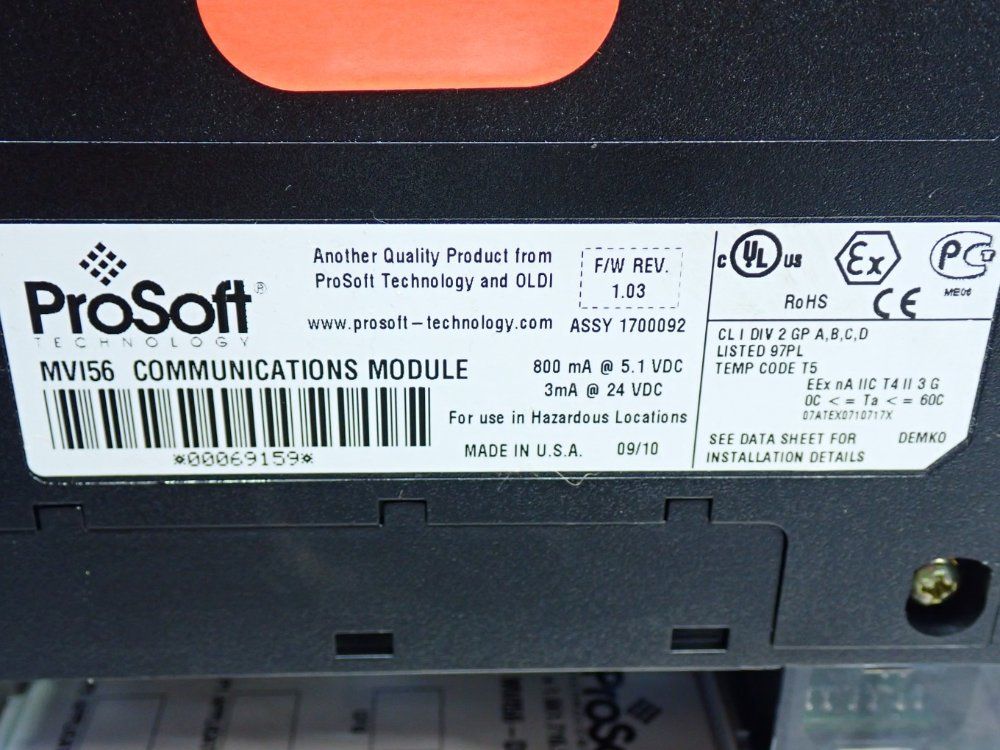 ProSoft®
TECHNOLOGY
Another Quality Product from
ProSoft Technology and OLDI
www.prosoft-technology.com
F/W REV.
1.03
ASSY 1700092
MVI56 COMMUNICATIONS MODULE
*00069159*
800 mA @ 5.1 VDC
3mA @ 24 VDC
For use in Hazardous Locations
MADE IN U.S.A. 09/10
c UL us
Ex
PG
ME06
RoHS CE
CL I DIV 2 GP A,B,C,D
LISTED 97PL
TEMP CODE T5
EEx nA IIC T4 II 3 G
0C <= Ta <= 60C
07ATEX0710717X
SEE DATA SHEET FOR DEMKO
INSTALLATION DETAILS
ProSo